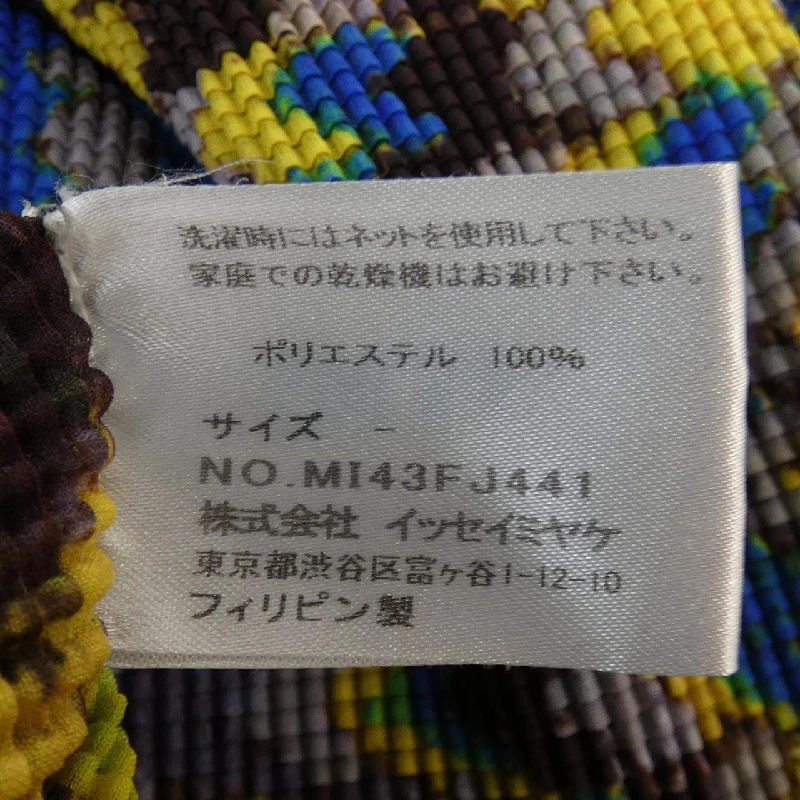 洗濯時にはネットを使用して下さい。
家庭での乾燥機はお避け下さい。
ポリエステル 100%
サイズ -
NO.MI43FJ441
株式会社 イッセイミヤケ
東京都渋谷区富ヶ谷1-12-10
フィリピン製